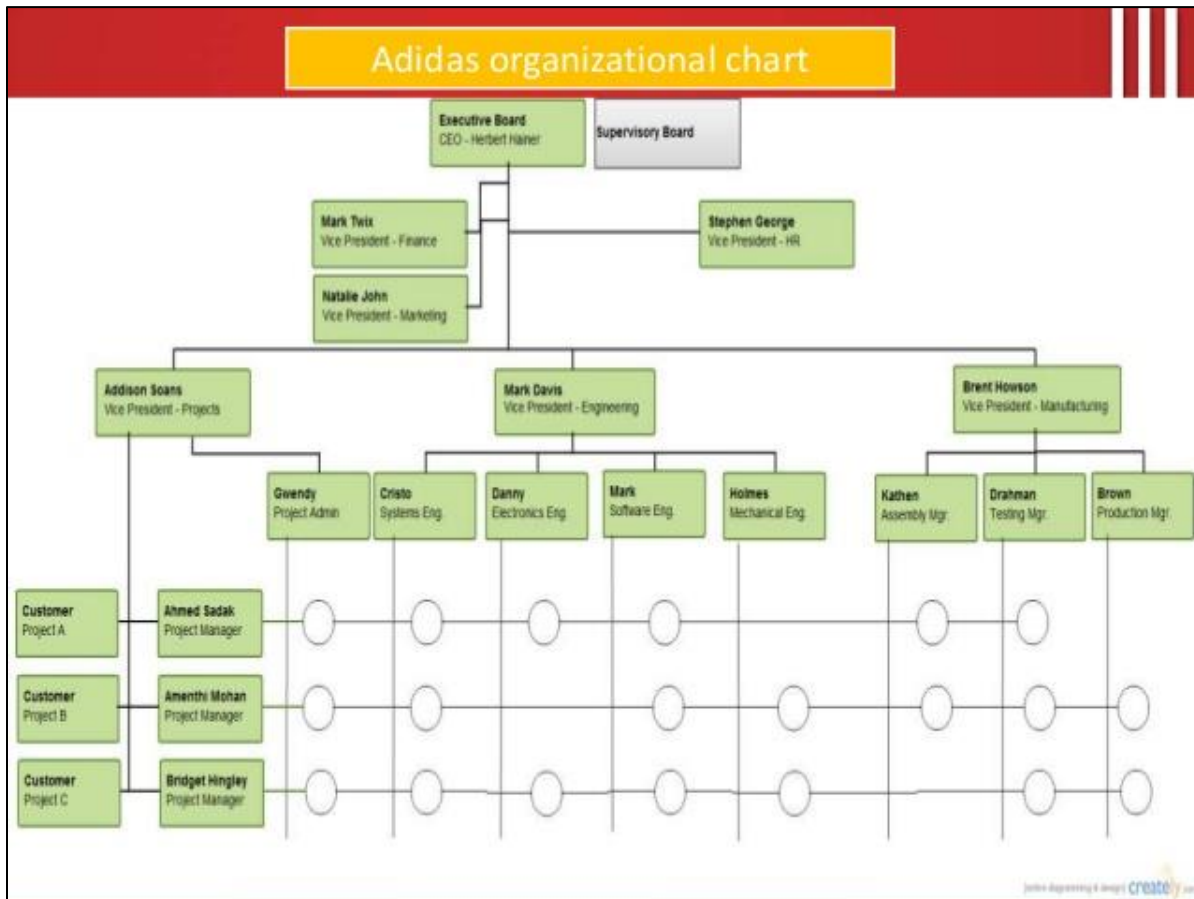 Adidas organizational chart
Executive Board
CEO - Herbert Hainer
Supervisory Board
Mark Twix
Vice President - Finance
Stephen George
Vice President - HR
Natalie John
Vice President - Marketing
Addison Soans
Vice President - Projects
Mark Davis
Vice President - Engineering
Brent Howson
Vice President - Manufacturing
Gwendy
Project Admin
Cristo
Systems Eng.
Danny
Electronics Eng.
Mark
Software Eng.
Holmes
Mechanical Eng.
Kathen
Assembly Mgr.
Drahman
Testing Mgr.
Brown
Production Mgr.
Customer
Project A
Ahmed Sadak
Project Manager
Customer
Project B
Amenthi Mohan
Project Manager
Customer
Project C
Bridget Hingley
Project Manager
[online diagramming & design] creately